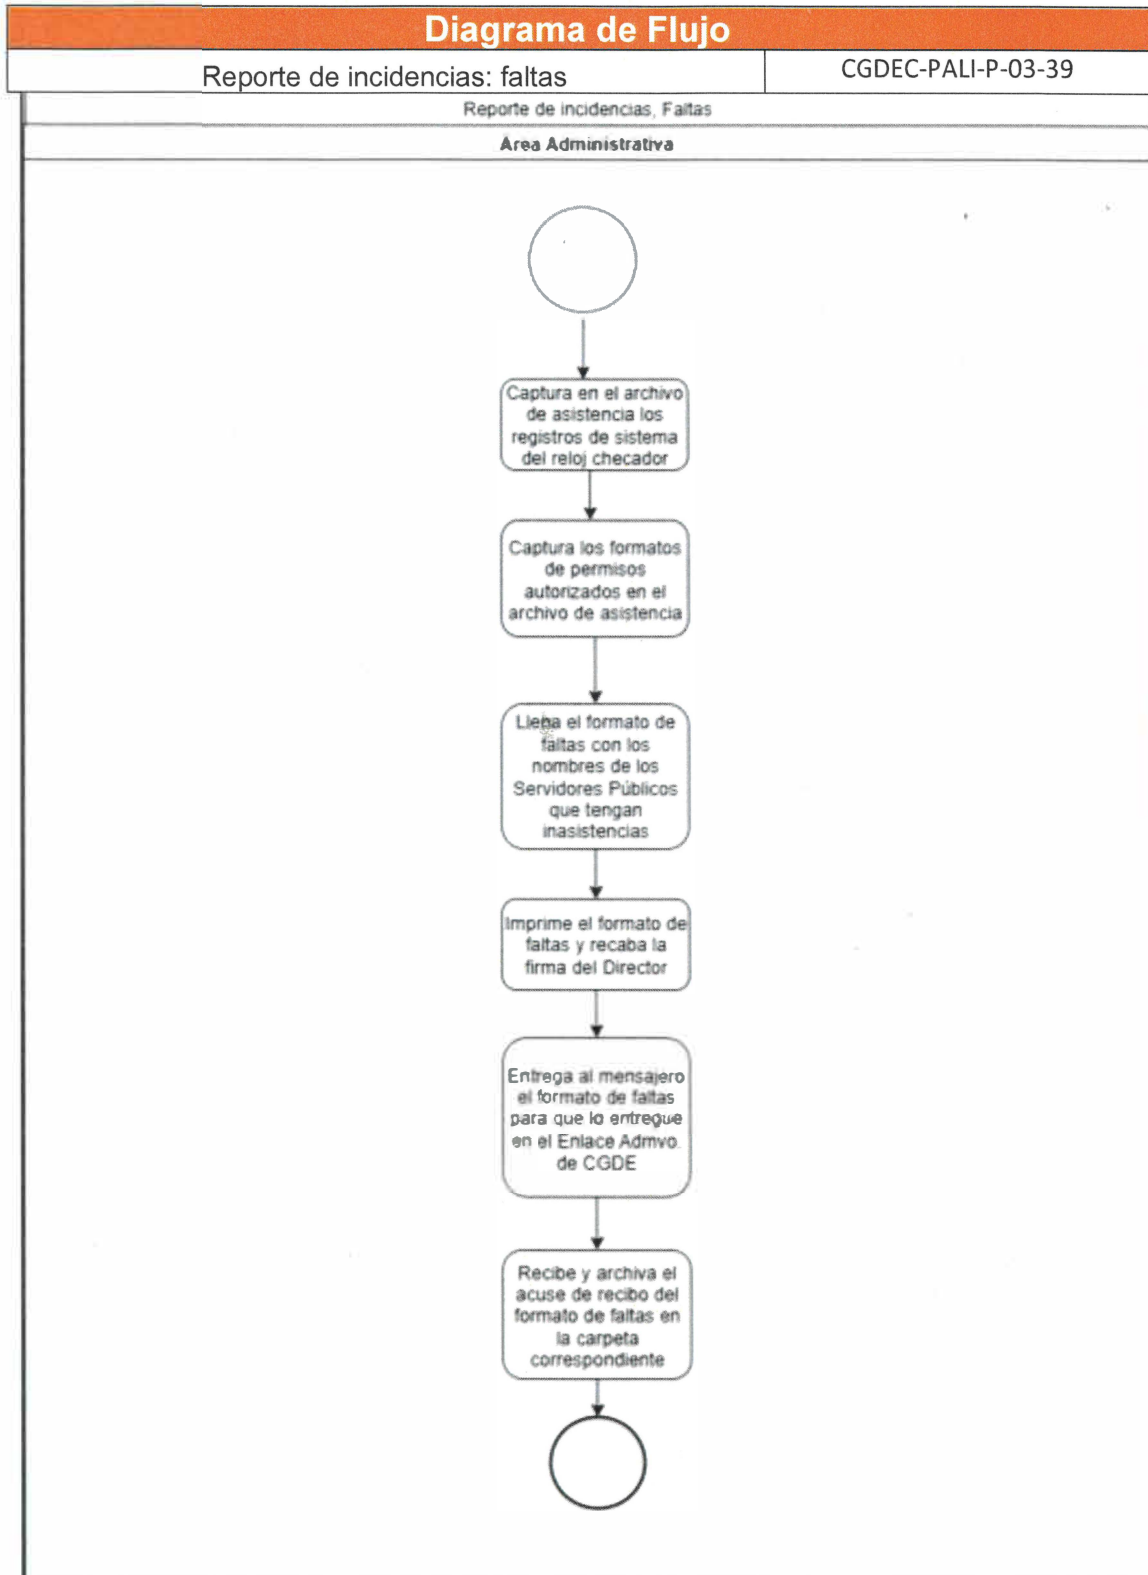 Diagrama de Flujo
Reporte de incidencias: faltas
CGDEC-PALI-P-03-39
Reporte de incidencias, Faltas
Área Administrativa
Captura en el archivo
de asistencia los
registros de sistema
del reloj checador
Captura los formatos
de permisos
autorizados en el
archivo de asistencia
Llena el formato de
faltas con los
nombres de los
Servidores Públicos
que tengan
inasistencias
Imprime el formato de
faltas y recaba la
firma del Director
Entrega al mensajero
el formato de faltas
para que lo entregue
en el Enlace Admvo.
de CGDE
Recibe y archiva el
acuse de recibo del
formato de faltas en
la carpeta
correspondiente